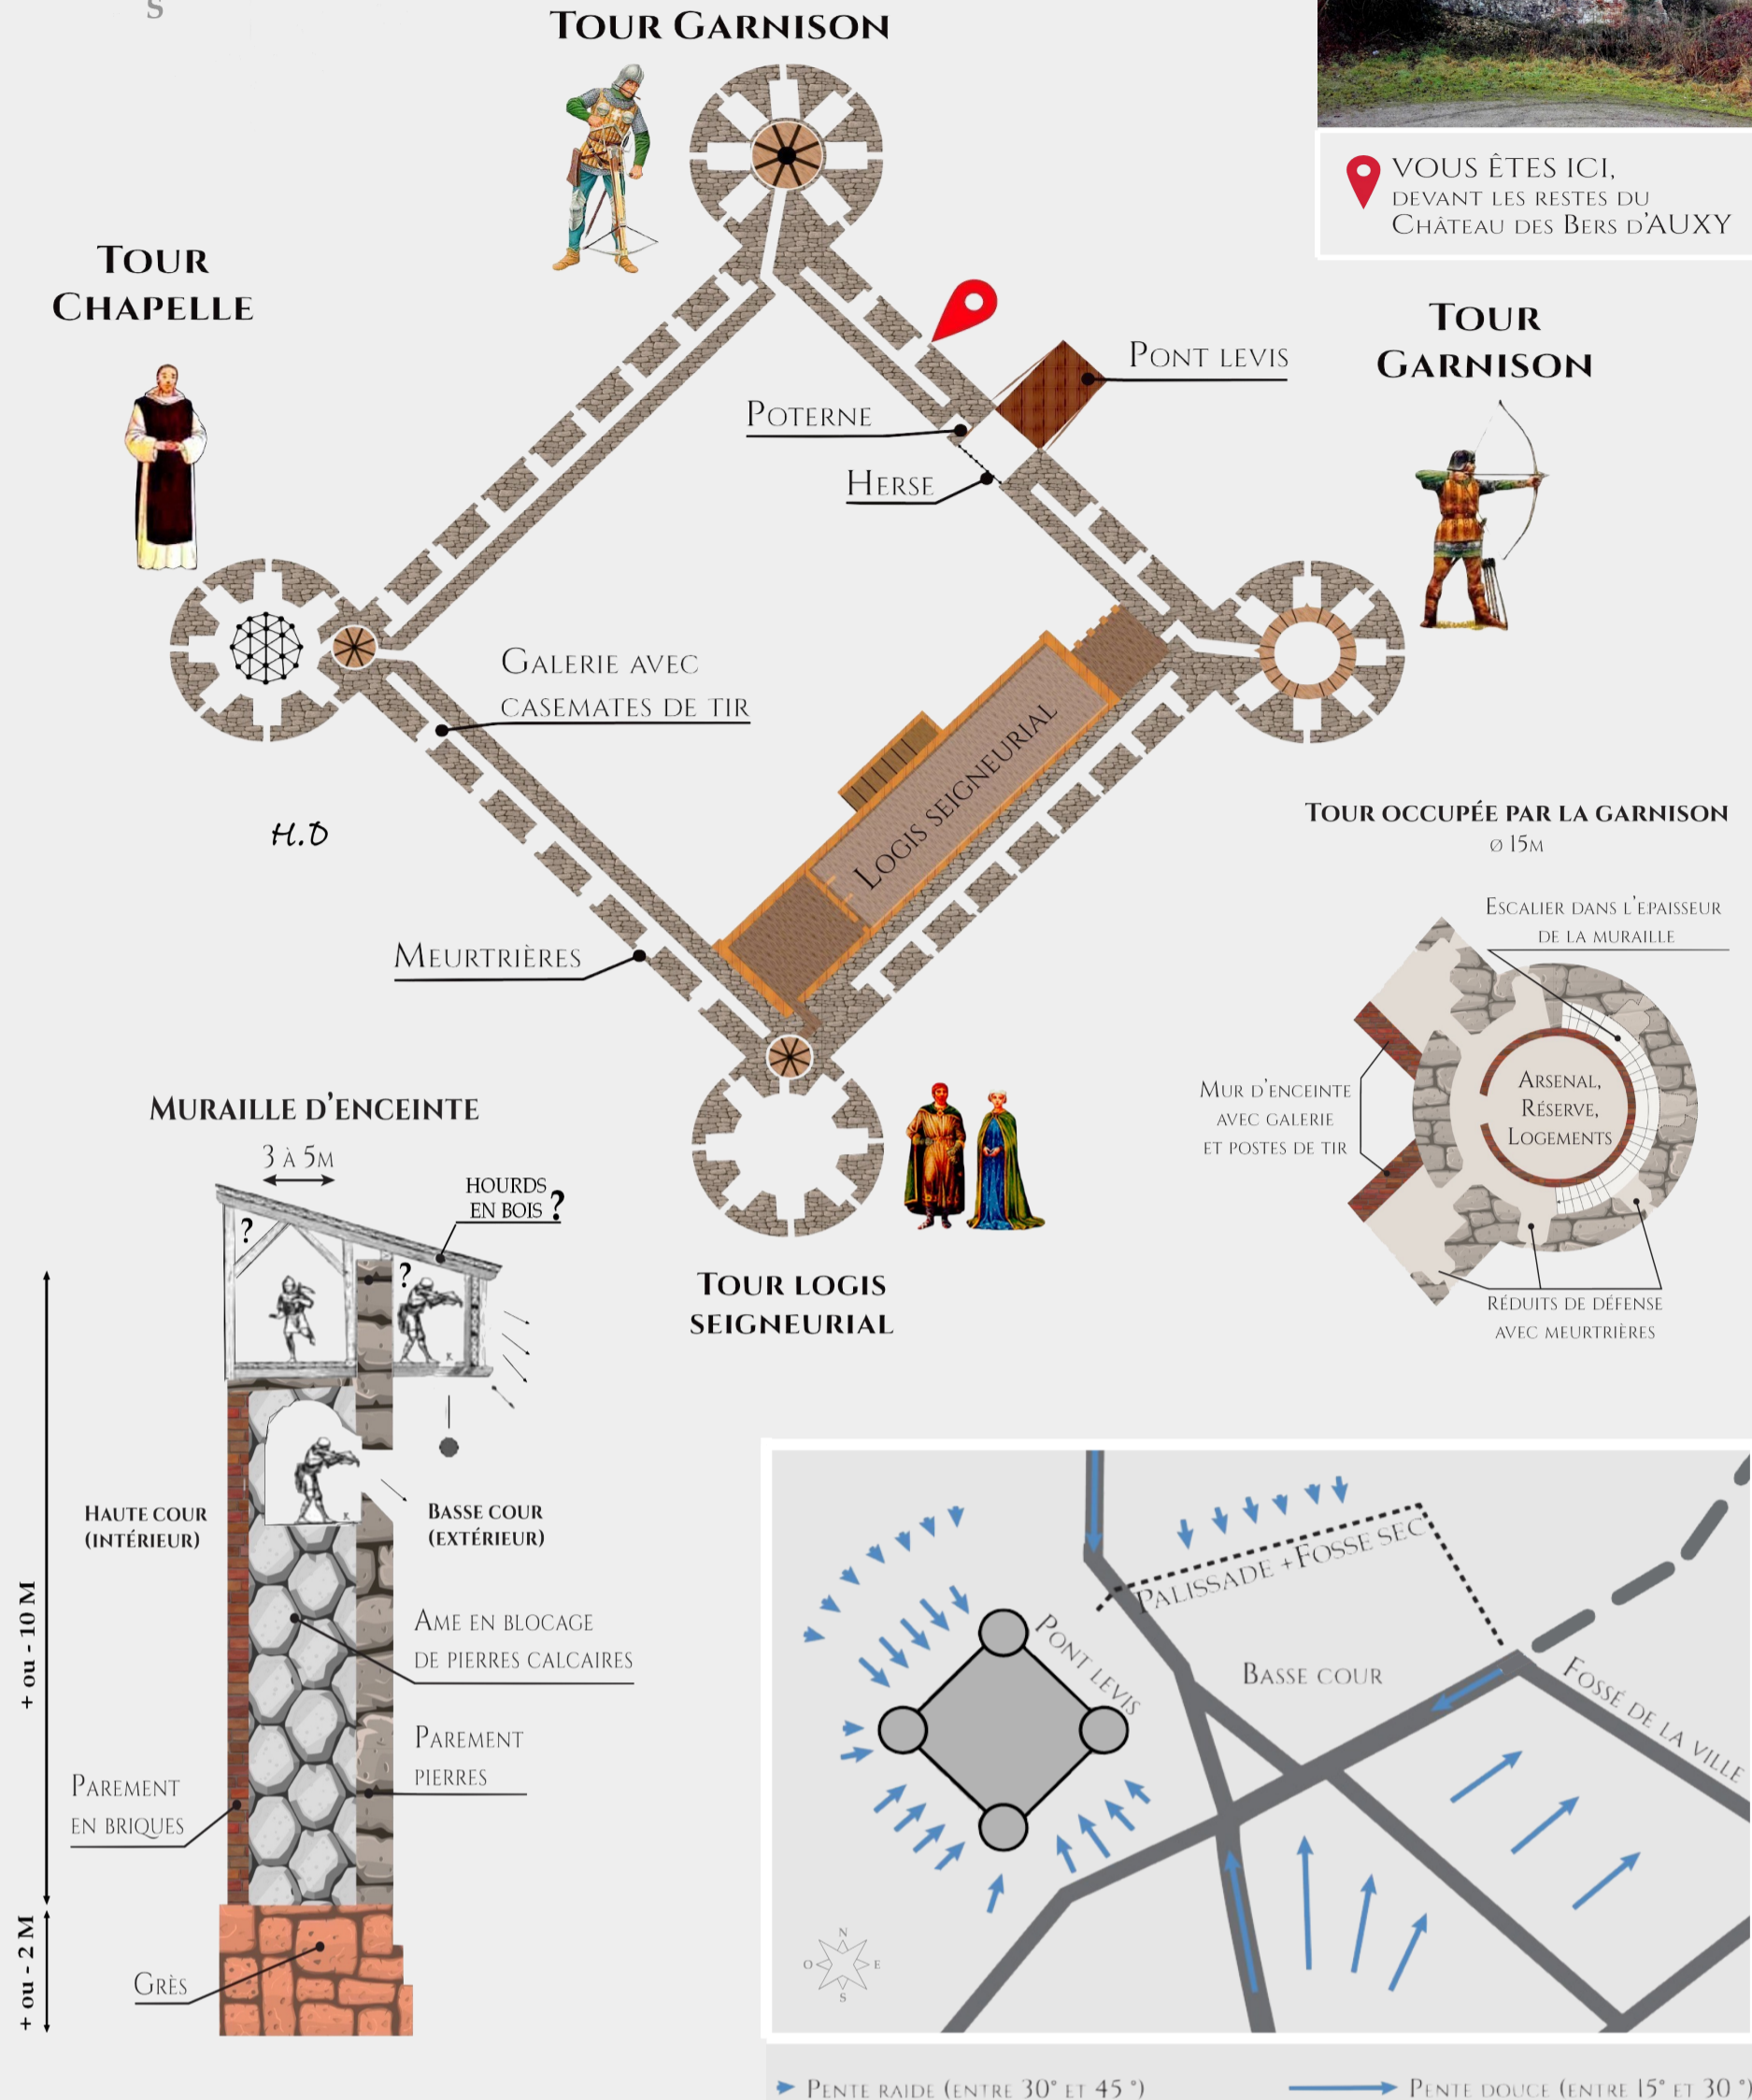 S
TOUR GARNISON
VOUS ÊTES ICI,
DEVANT LES RESTES DU
CHÂTEAU DES BERS D'AUXY
TOUR
CHAPELLE
TOUR
GARNISON
PONT LEVIS
POTERNE
HERSE
GALERIE AVEC
CASEMATES DE TIR
LOGIS SEIGNEURIAL
H.D
MEURTRIÈRES
TOUR LOGIS
SEIGNEURIAL
TOUR OCCUPÉE PAR LA GARNISON
Ø 15M
ESCALIER DANS L'EPAISSEUR
DE LA MURAILLE
MUR D'ENCEINTE
AVEC GALERIE
ET POSTES DE TIR
ARSENAL,
RÉSERVE,
LOGEMENTS
RÉDUITS DE DÉFENSE
AVEC MEURTRIÈRES
MURAILLE D'ENCEINTE
3 À 5M
HOURDS
EN BOIS ?
?
?
HAUTE COUR
(INTÉRIEUR)
BASSE COUR
(EXTÉRIEUR)
+ ou - 10 M
AME EN BLOCAGE
DE PIERRES CALCAIRES
PAREMENT
PIERRES
PAREMENT
EN BRIQUES
+ ou - 2 M
GRÈS
PALISSADE +FOSSE SEC
PONT LEVIS
BASSE COUR
FOSSÉ DE LA VILLE
N
O
E
S
PENTE RAIDE (ENTRE 30° ET 45 °)
PENTE DOUCE (ENTRE 15° ET 30 °)